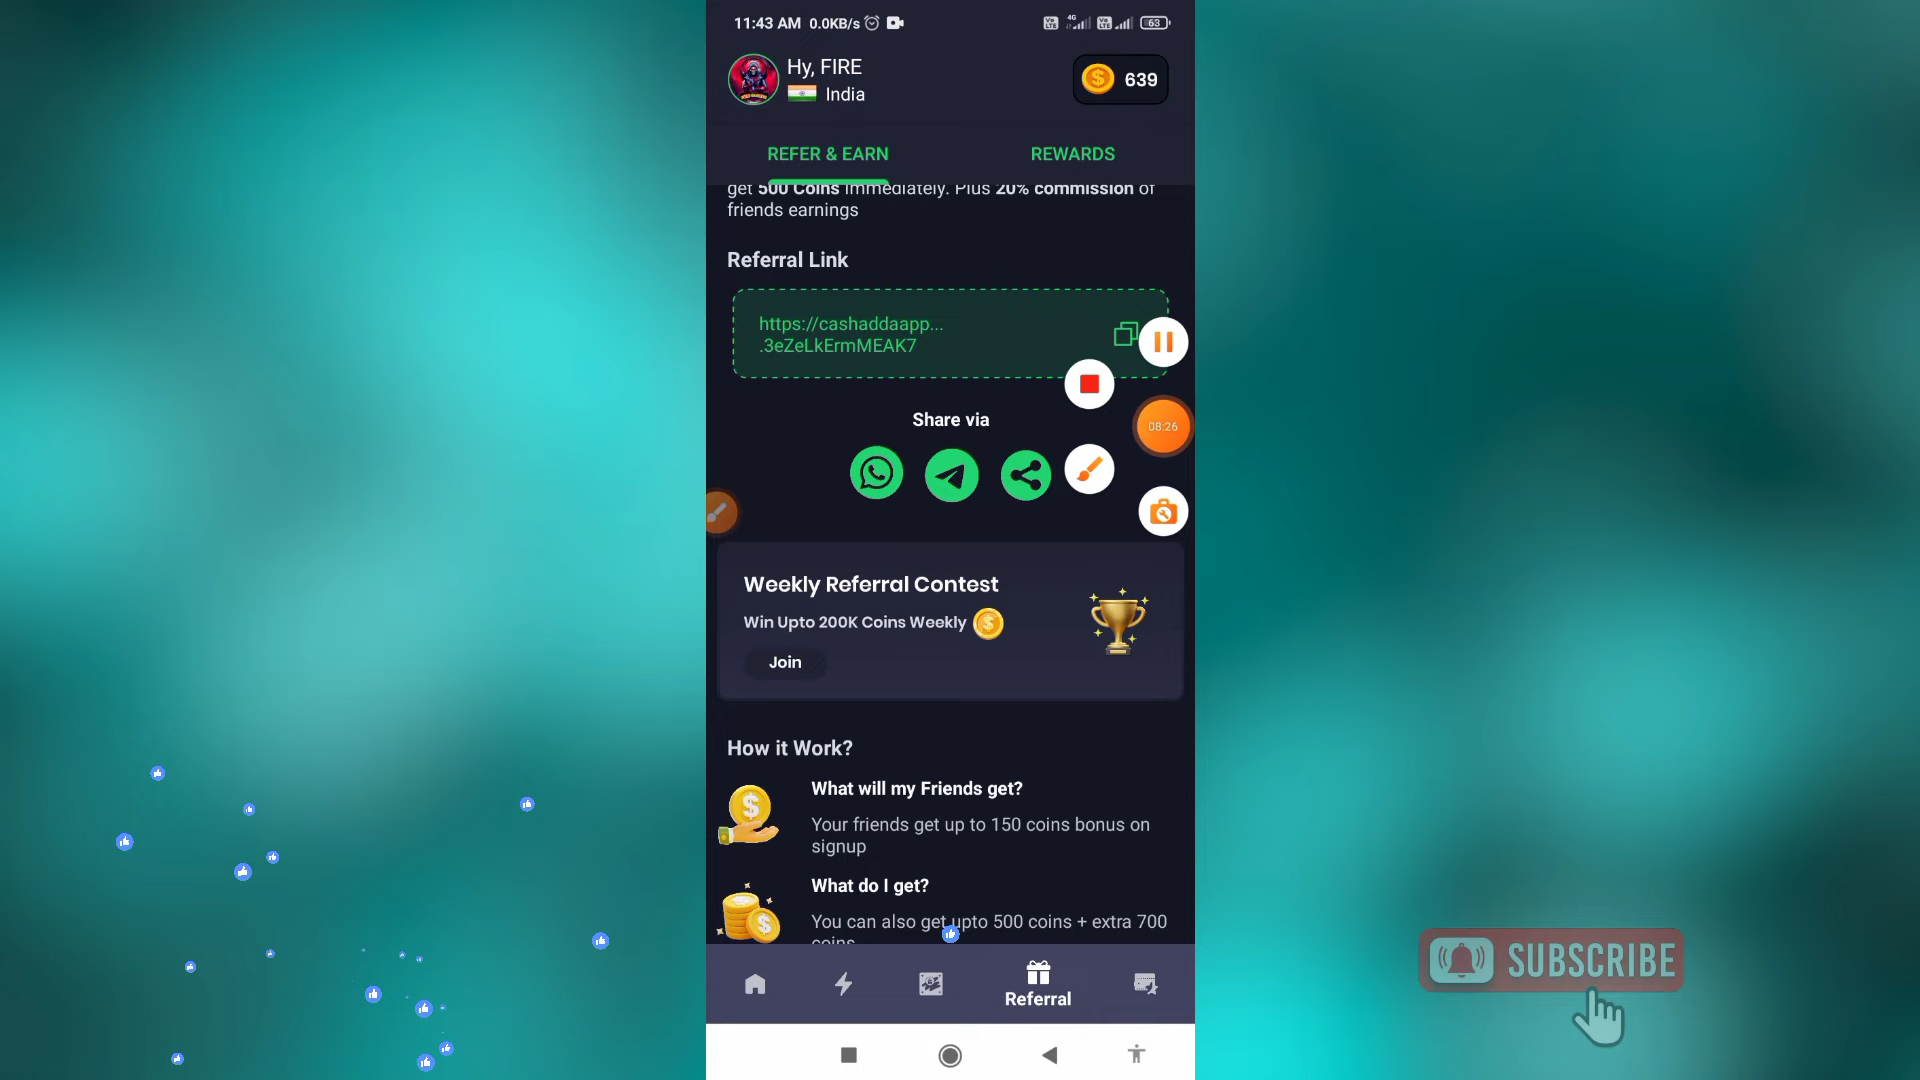 11:43 AM 0.0KB/s 4G 63
Hy, FIRE
India
639
REFER & EARN REWARDS
get 500 Coins immediately. Plus 20% commission of
friends earnings
Referral Link
https://cashaddaapp...
.3eZeLkErmMEAK7
08:26
Share via
Weekly Referral Contest
Win Upto 200K Coins Weekly
Join
How it Work?
What will my Friends get?
Your friends get up to 150 coins bonus on
signup
What do I get?
You can also get upto 500 coins + extra 700
coins
Referral
SUBSCRIBE